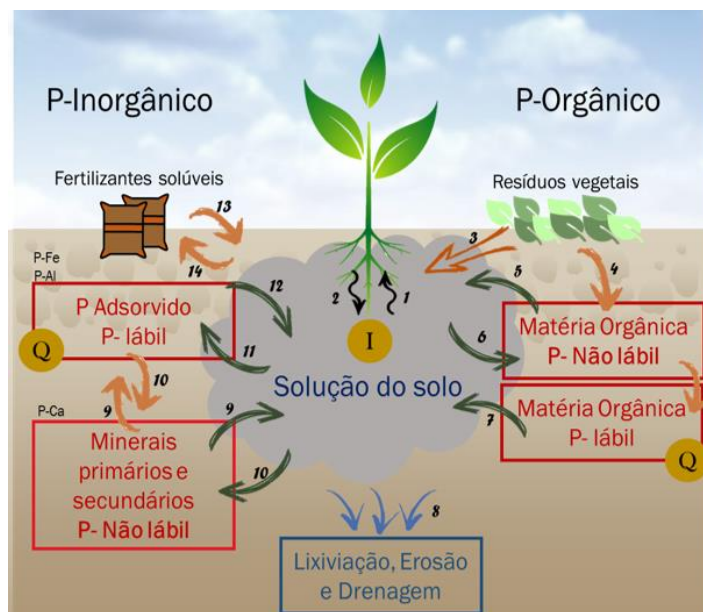 P-Inorgânico
P-Orgânico
Fertilizantes solúveis
Resíduos vegetais
13
14
3
4
P-Fe
P-Al
12
2
1
5
P Adsorvido
P- lábil
Q
I
6
Matéria Orgânica
P- Não lábil
11
Solução do solo
10
9
P-Ca
9
7
Matéria Orgânica
P- lábil
Q
Minerais
primários e
secundários
P- Não lábil
10
8
Lixiviação, Erosão
e Drenagem